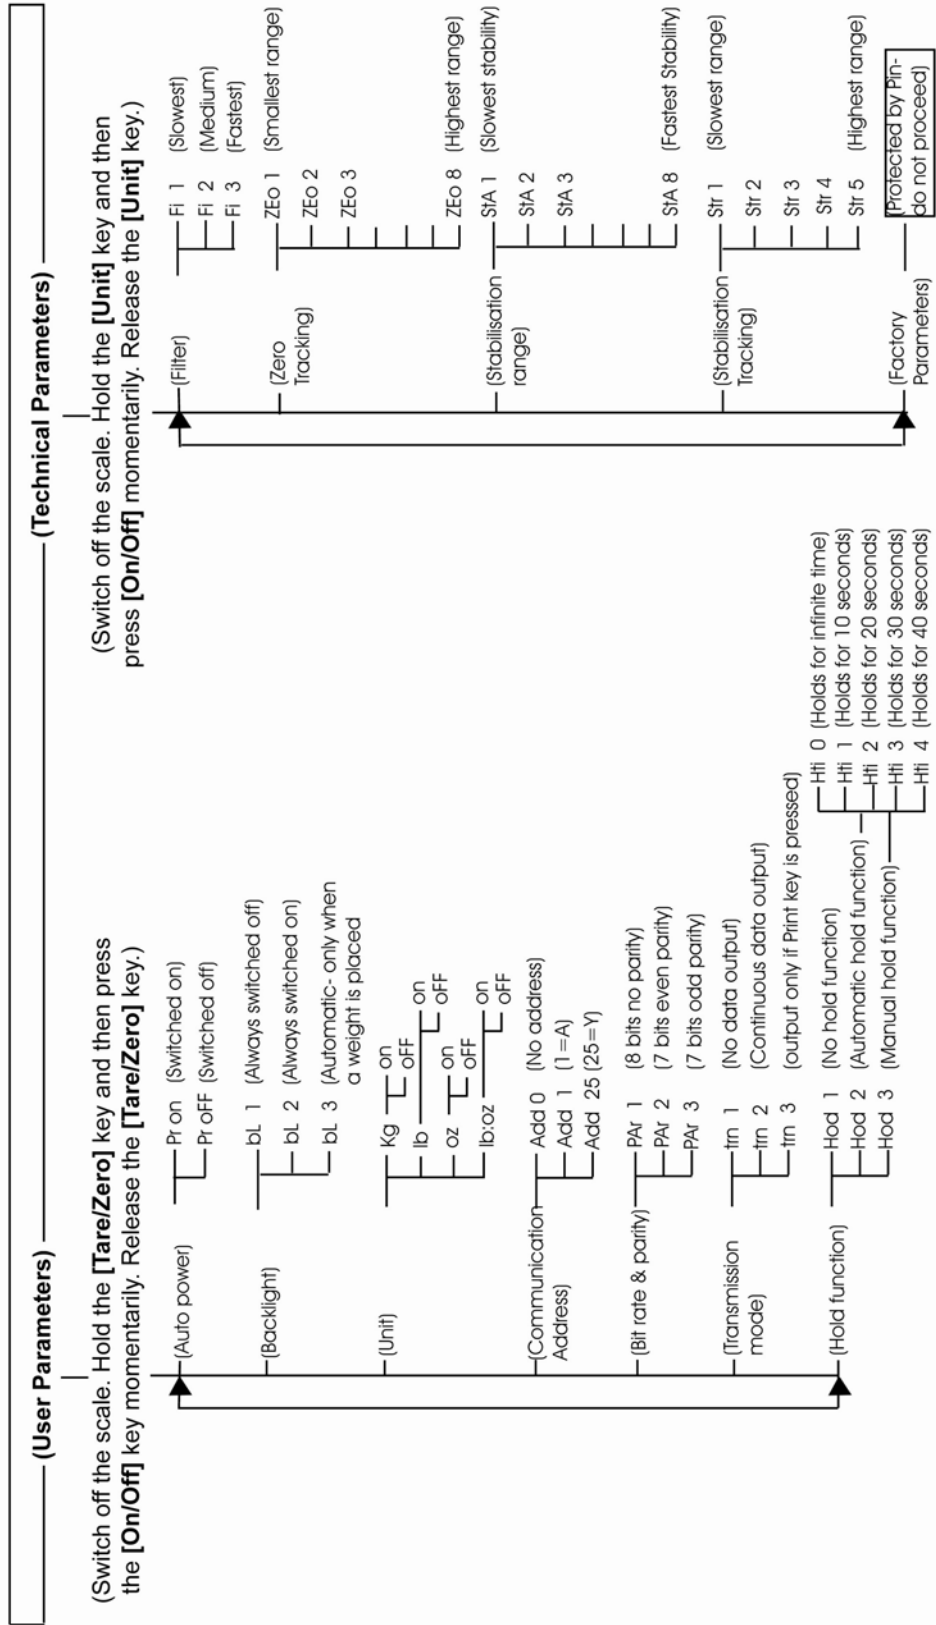 (User Parameters)
(Technical Parameters)
(Switch off the scale. Hold the [Tare/Zero] key and then press
the [On/Off] key momentarily. Release the [Tare/Zero] key.)
(Auto power)
Pr on (Switched on)
Pr oFF (Switched off)
(Backlight)
bL 1 (Always switched off)
bL 2 (Always switched on)
bL 3 (Automatic- only when
a weight is placed
(Unit)
Kg on
oFF
lb on
oFF
oz on
oFF
lb:oz on
oFF
(Communication
Address)
Add 0 (No address)
Add 1 (1=A)
Add 25 (25=Y)
(Bit rate & parity)
PAr 1 (8 bits no parity)
PAr 2 (7 bits even parity)
PAr 3 (7 bits odd parity)
(Transmission
mode)
trn 1 (No data output)
trn 2 (Continuous data output)
trn 3 (output only if Print key is pressed)
(Hold function)
Hod 1 (No hold function)
Hod 2 (Automatic hold function)
Hod 3 (Manual hold function)
Hti 0 (Holds for infinite time)
Hti 1 (Holds for 10 seconds)
Hti 2 (Holds for 20 seconds)
Hti 3 (Holds for 30 seconds)
Hti 4 (Holds for 40 seconds)
(Switch off the scale. Hold the [Unit] key and then
press [On/Off] momentarily. Release the [Unit] key.)
(Filter)
Fi 1 (Slowest)
Fi 2 (Medium)
Fi 3 (Fastest)
(Zero
Tracking)
ZEo 1 (Smallest range)
ZEo 2
ZEo 3
ZEo 8 (Highest range)
(Stabilisation
range)
StA 1 (Slowest stability)
StA 2
StA 3
StA 8 (Fastest Stability)
(Stabilisation
Tracking)
Str 1 (Slowest range)
Str 2
Str 3
Str 4
Str 5 (Highest range)
(Factory
Parameters)
(Protected by Pin-
do not proceed)